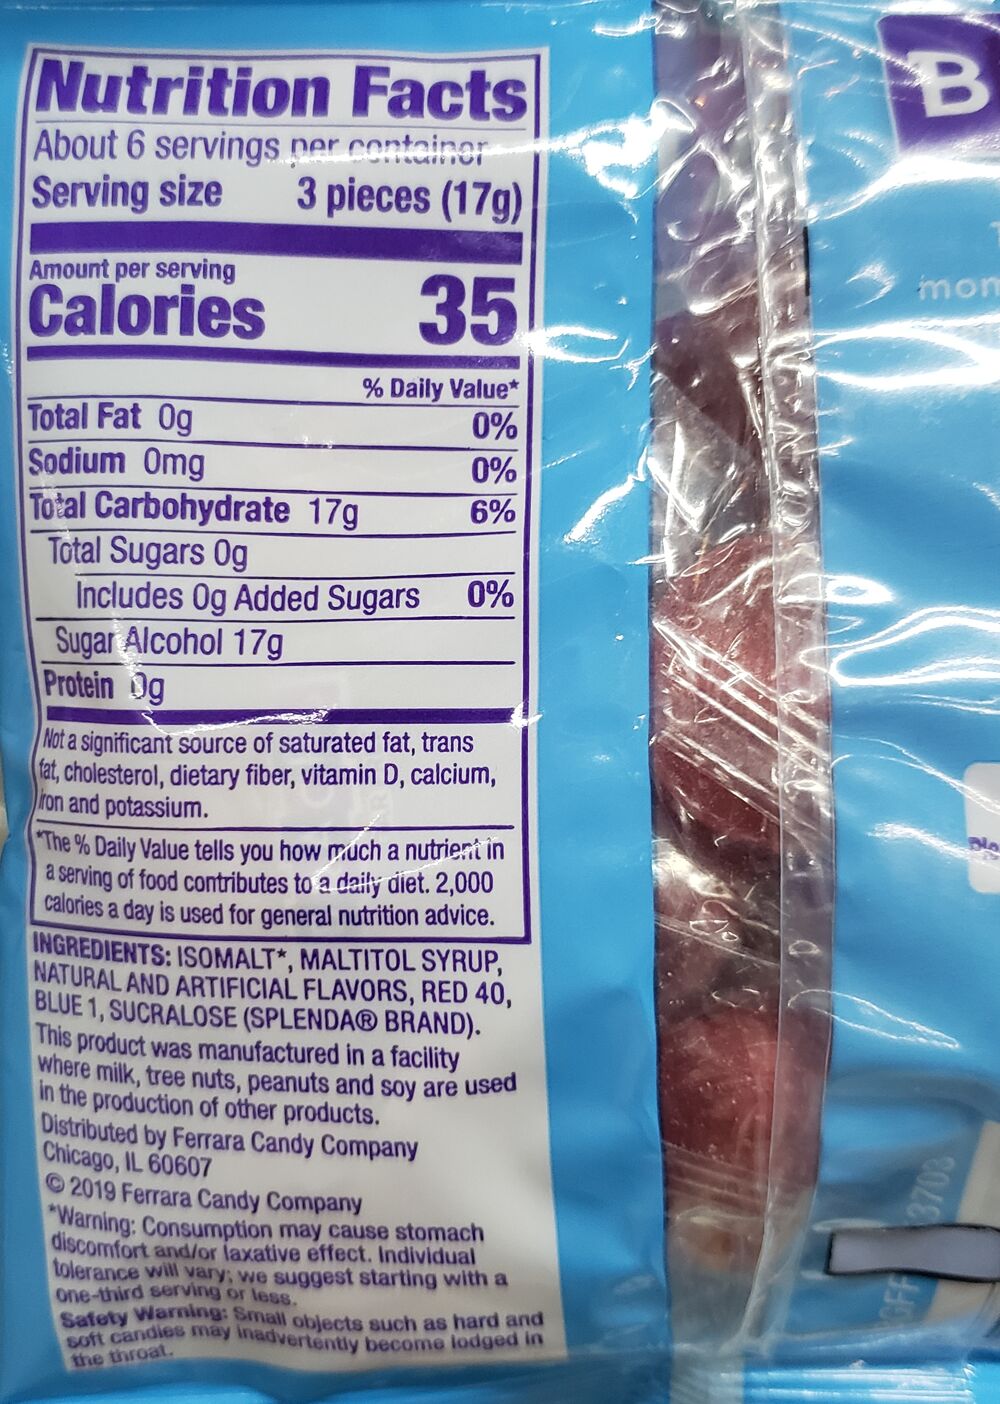 Nutrition Facts
About 6 servings per container
Serving size 3 pieces (17g)
Amount per serving
Calories 35
% Daily Value*
Total Fat 0g 0%
Sodium 0mg 0%
Total Carbohydrate 17g 6%
Total Sugars 0g
Includes 0g Added Sugars 0%
Sugar Alcohol 17g
Protein 0g
Not a significant source of saturated fat, trans
fat, cholesterol, dietary fiber, vitamin D, calcium,
iron and potassium.
*The % Daily Value tells you how much a nutrient in
a serving of food contributes to a daily diet. 2,000
calories a day is used for general nutrition advice.
INGREDIENTS: ISOMALT*, MALTITOL SYRUP,
NATURAL AND ARTIFICIAL FLAVORS, RED 40,
BLUE 1, SUCRALOSE (SPLENDA® BRAND).
This product was manufactured in a facility
where milk, tree nuts, peanuts and soy are used
in the production of other products.
Distributed by Ferrara Candy Company
Chicago, IL 60607
© 2019 Ferrara Candy Company
*Warning: Consumption may cause stomach
discomfort and/or laxative effect. Individual
tolerance will vary; we suggest starting with a
one-third serving or less.
Safety Warning: Small objects such as hard and
soft candies may inadvertently become lodged in
the throat.
B
mom
3703